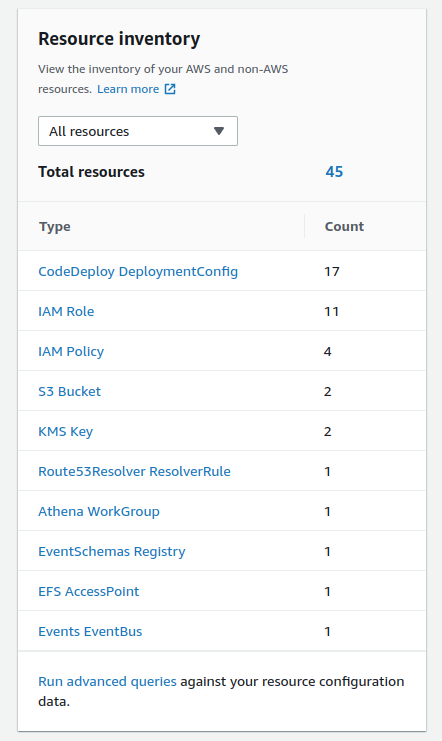 Resource inventory
View the inventory of your AWS and non-AWS
resources. Learn more
All resources
Total resources 45
Type Count
CodeDeploy DeploymentConfig 17
IAM Role 11
IAM Policy 4
S3 Bucket 2
KMS Key 2
Route53Resolver ResolverRule 1
Athena WorkGroup 1
EventSchemas Registry 1
EFS AccessPoint 1
Events EventBus 1
Run advanced queries against your resource configuration
data.